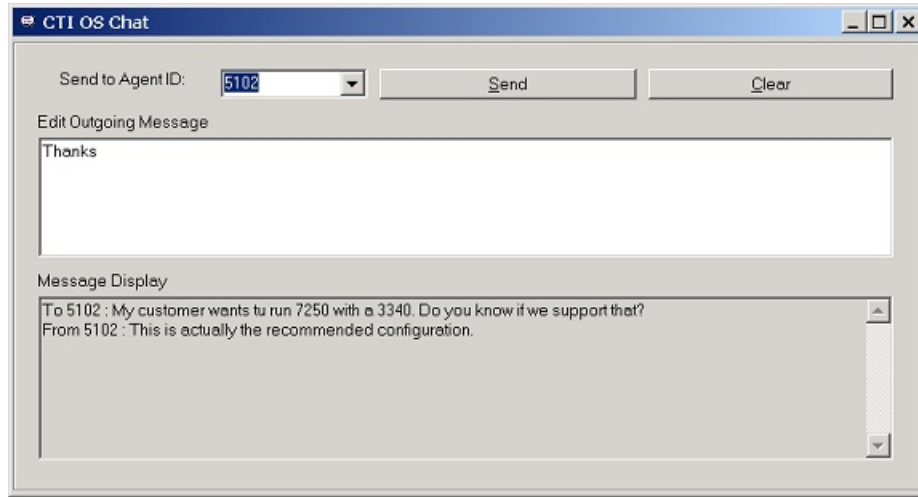 CTI OS Chat
Send to Agent ID: 5102 Send Clear
Edit Outgoing Message
Thanks
Message Display
To 5102 : My customer wants tu run 7250 with a 3340. Do you know if we support that?
From 5102 : This is actually the recommended configuration.